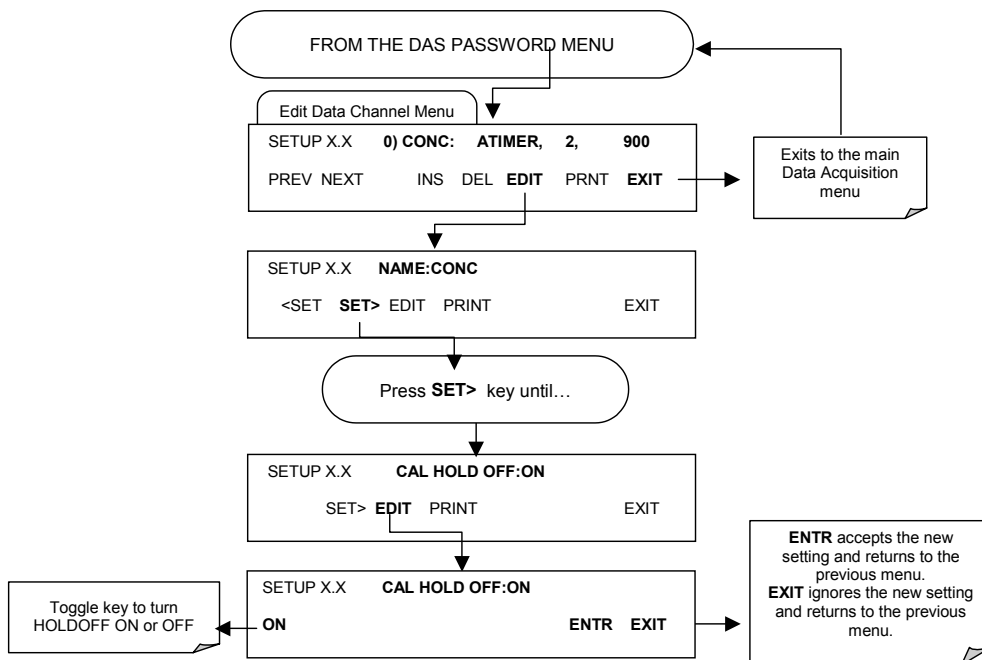 FROM THE DAS PASSWORD MENU
Edit Data Channel Menu
SETUP X.X 0) CONC: ATIMER, 2, 900
PREV NEXT INS DEL EDIT PRNT EXIT
Exits to the main
Data Acquisition
menu
SETUP X.X NAME:CONC
<SET SET> EDIT PRINT EXIT
Press SET> key until…
SETUP X.X CAL HOLD OFF:ON
SET> EDIT PRINT EXIT
SETUP X.X CAL HOLD OFF:ON
ON ENTR EXIT
Toggle key to turn
HOLDOFF ON or OFF
ENTR accepts the new
setting and returns to the
previous menu.
EXIT ignores the new setting
and returns to the previous
menu.